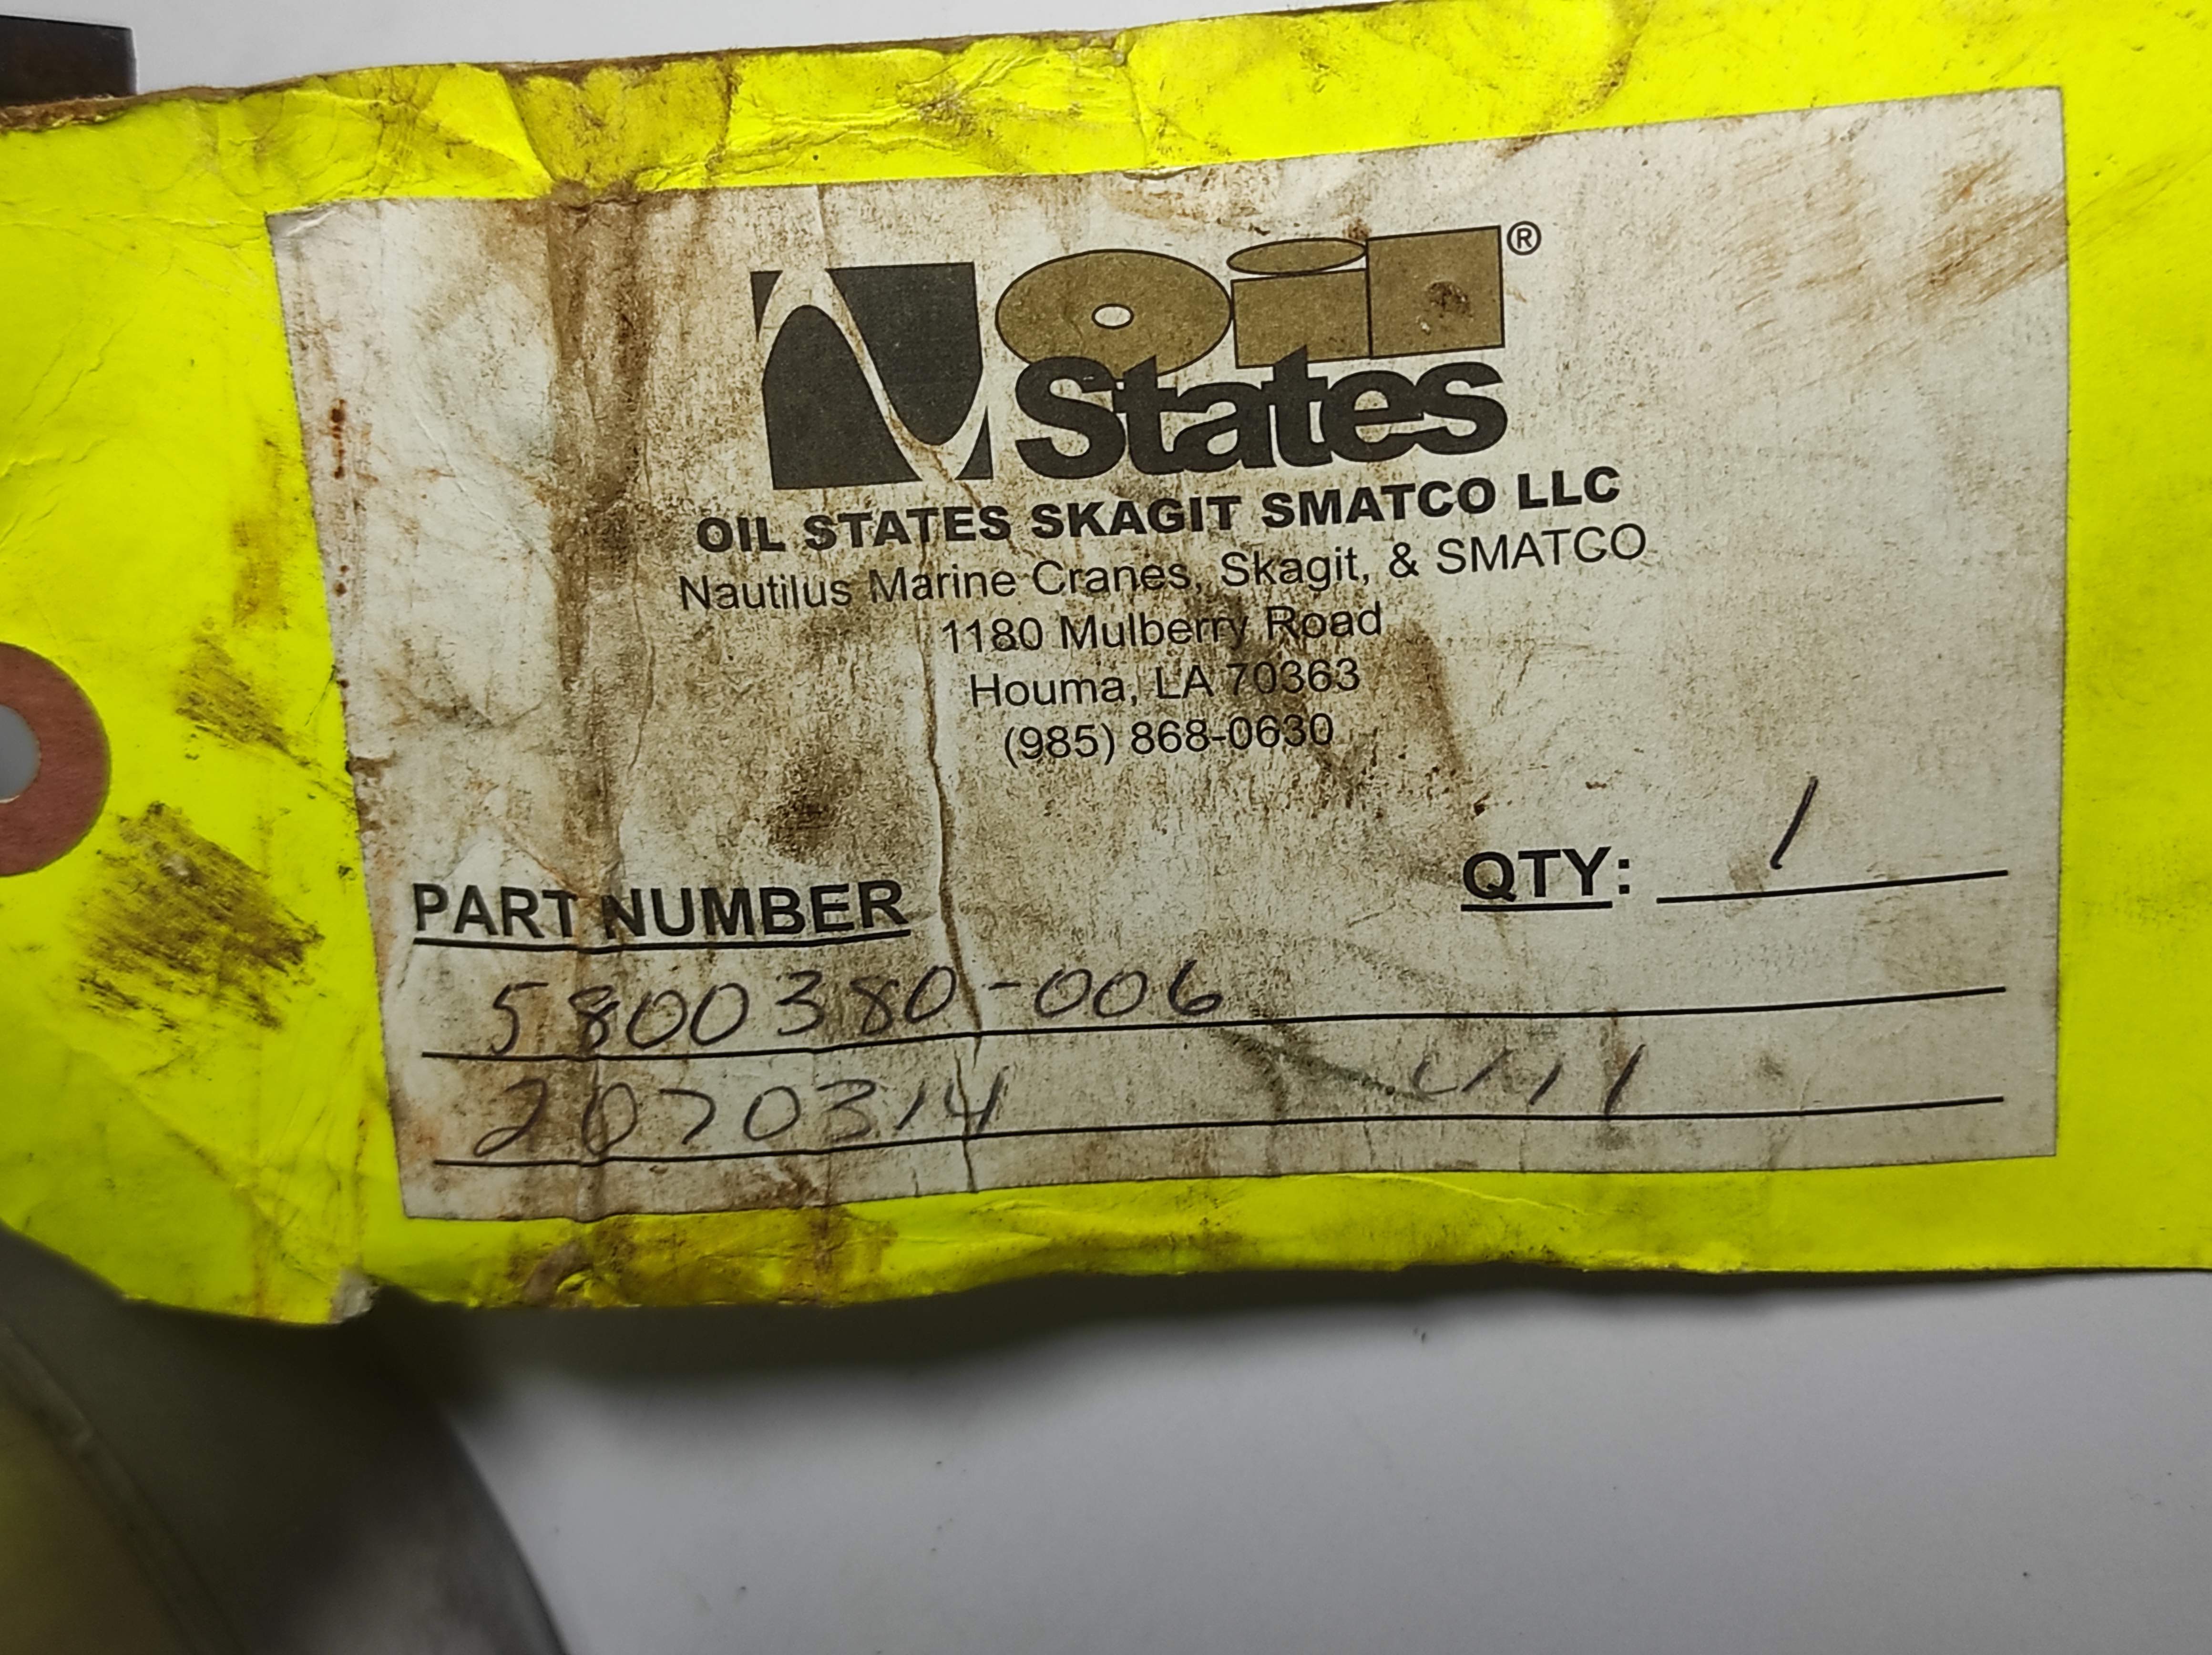 Oil®
States
OIL STATES SKAGIT SMATCO LLC
Nautilus Marine Cranes, Skagit, & SMATCO
1180 Mulberry Road
Houma, LA 70363
(985) 868-0630
QTY: 1
PART NUMBER
5800380-006
2070314